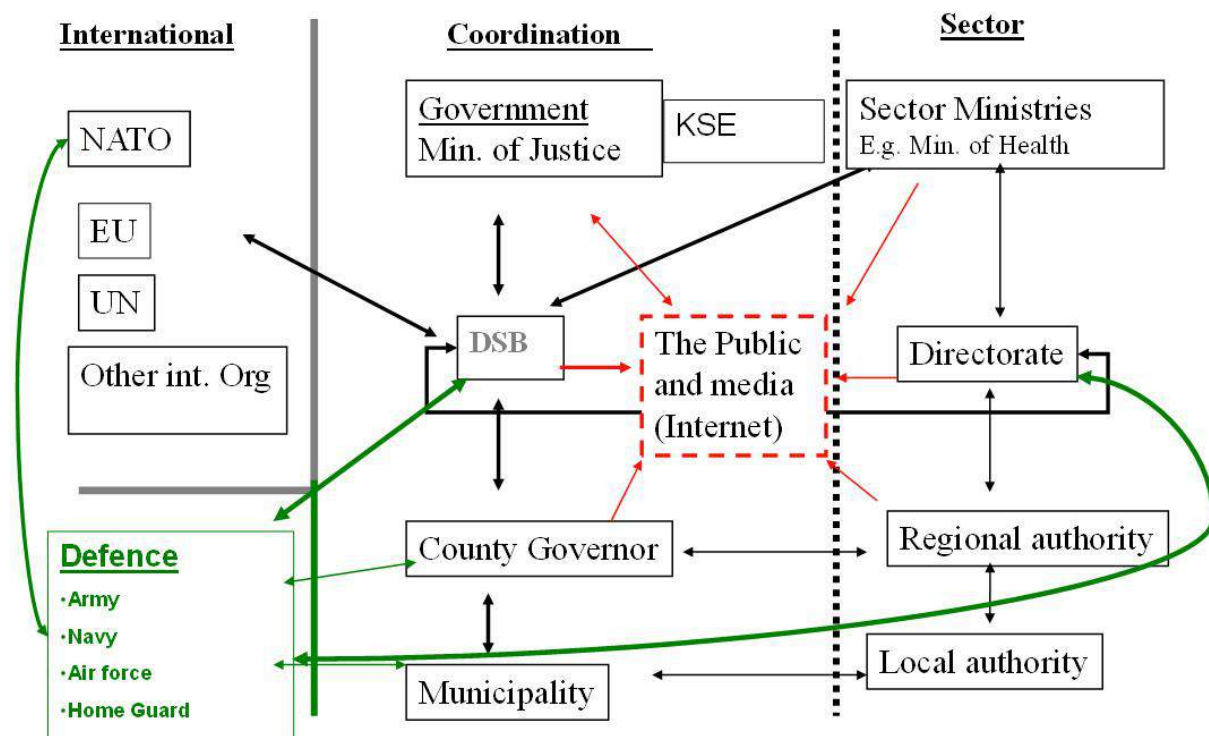 International
Coordination
Sector
Government
Min. of Justice
KSE
Sector Ministries
E.g. Min. of Health
NATO
EU
UN
Other int. Org
DSB
The Public
and media
(Internet)
Directorate
County Governor
Regional authority
Municipality
Local authority
Defence
·Army
·Navy
·Air force
·Home Guard